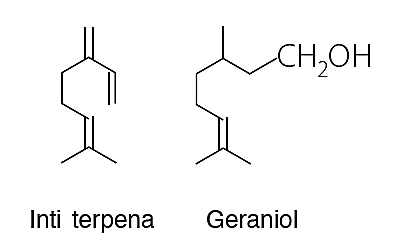 CH₂OH
Inti terpena Geraniol